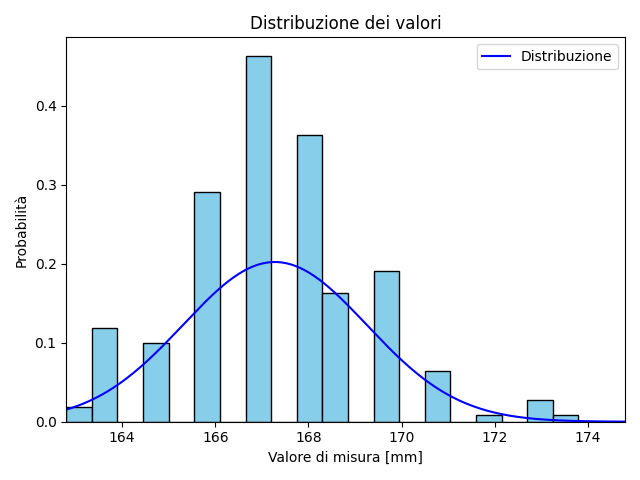 Distribuzione dei valori
Distribuzione
Probabilità
0.4
0.3
0.2
0.1
0.0
164 166 168 170 172 174
Valore di misura [mm]